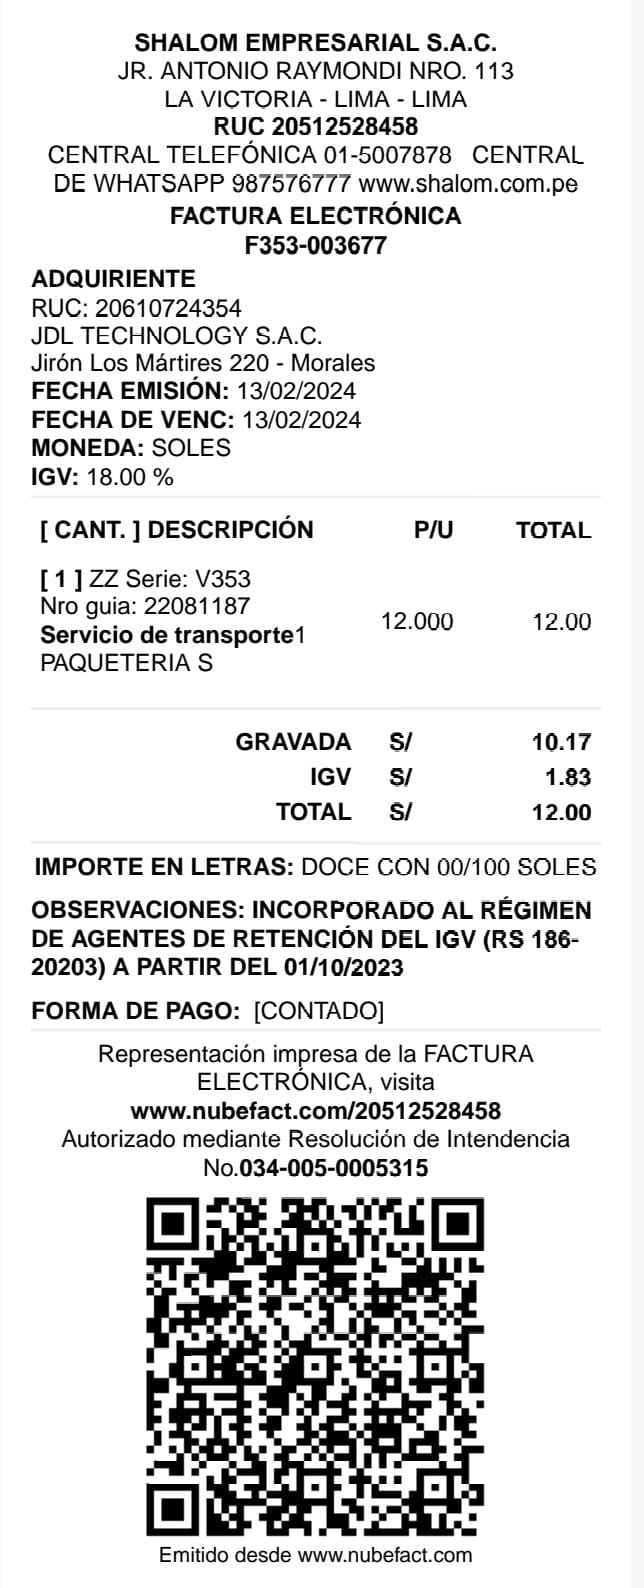 SHALOM EMPRESARIAL S.A.C.
JR. ANTONIO RAYMONDI NRO. 113
LA VICTORIA - LIMA - LIMA
RUC 20512528458
CENTRAL TELEFÓNICA 01-5007878 CENTRAL
DE WHATSAPP 987576777 www.shalom.com.pe
FACTURA ELECTRÓNICA
F353-003677
ADQUIRIENTE
RUC: 20610724354
JDL TECHNOLOGY S.A.C.
Jirón Los Mártires 220 - Morales
FECHA EMISIÓN: 13/02/2024
FECHA DE VENC: 13/02/2024
MONEDA: SOLES
IGV: 18.00 %
[ CANT. ] DESCRIPCIÓN P/U TOTAL
[ 1 ] ZZ Serie: V353
Nro guia: 22081187
Servicio de transporte1 12.000 12.00
PAQUETERIA S
GRAVADA S/ 10.17
IGV S/ 1.83
TOTAL S/ 12.00
IMPORTE EN LETRAS: DOCE CON 00/100 SOLES
OBSERVACIONES: INCORPORADO AL RÉGIMEN
DE AGENTES DE RETENCIÓN DEL IGV (RS 186-
20203) A PARTIR DEL 01/10/2023
FORMA DE PAGO: [CONTADO]
Representación impresa de la FACTURA
ELECTRÓNICA, visita
www.nubefact.com/20512528458
Autorizado mediante Resolución de Intendencia
No.034-005-0005315
Emitido desde www.nubefact.com